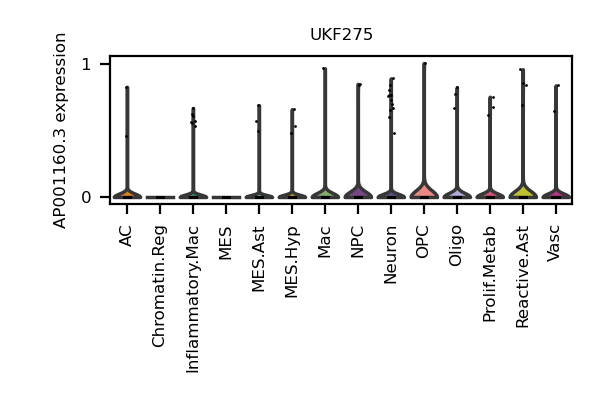 UKF275
AP001160.3 expression
1
0
AC
Chromatin.Reg
Inflammatory.Mac
MES
MES.Ast
MES.Hyp
Mac
NPC
Neuron
OPC
Oligo
Prolif.Metab
Reactive.Ast
Vasc